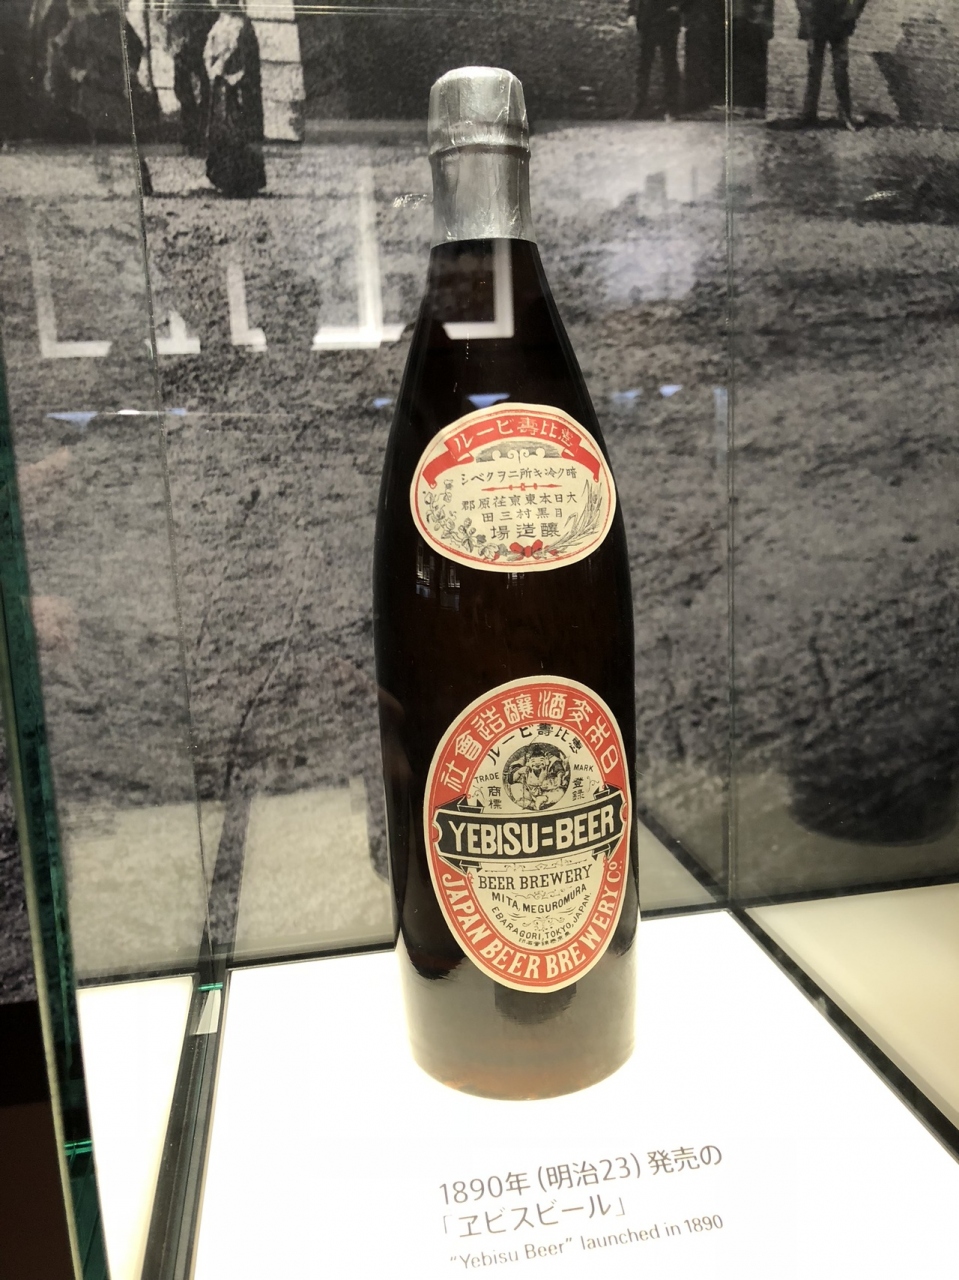 ルービ壽比恵
シベクヲニ所キ冷ク暗
郡原荏京東本日大
田三村黒目
場造醸
社會造醸酒麥本日
ルービ壽比恵
TRADE MARK
商標 登録
YEBISU=BEER
BEER BREWERY
MITA, MEGUROMURA
EBARAGORI, TOKYO, JAPAN.
JAPAN BEER BREWERY Co.
1890年 (明治23) 発売の
「ヱビスビール」
“Yebisu Beer” launched in 1890